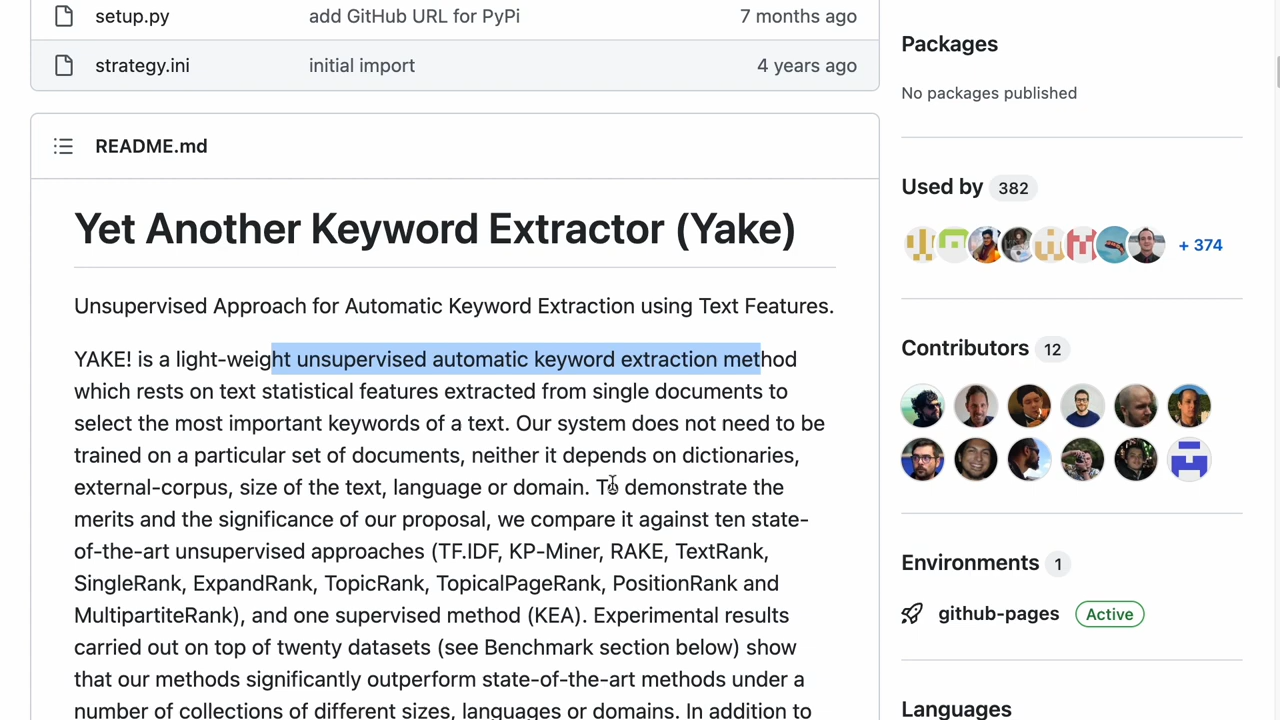 setup.py add GitHub URL for PyPi 7 months ago
strategy.ini initial import 4 years ago
README.md
Yet Another Keyword Extractor (Yake)
Unsupervised Approach for Automatic Keyword Extraction using Text Features.
YAKE! is a light-weight unsupervised automatic keyword extraction method
which rests on text statistical features extracted from single documents to
select the most important keywords of a text. Our system does not need to be
trained on a particular set of documents, neither it depends on dictionaries,
external-corpus, size of the text, language or domain. To demonstrate the
merits and the significance of our proposal, we compare it against ten state-
of-the-art unsupervised approaches (TF.IDF, KP-Miner, RAKE, TextRank,
SingleRank, ExpandRank, TopicRank, TopicalPageRank, PositionRank and
MultipartiteRank), and one supervised method (KEA). Experimental results
carried out on top of twenty datasets (see Benchmark section below) show
that our methods significantly outperform state-of-the-art methods under a
number of collections of different sizes, languages or domains. In addition to
Packages
No packages published
Used by 382
+ 374
Contributors 12
Environments 1
github-pages Active
Languages